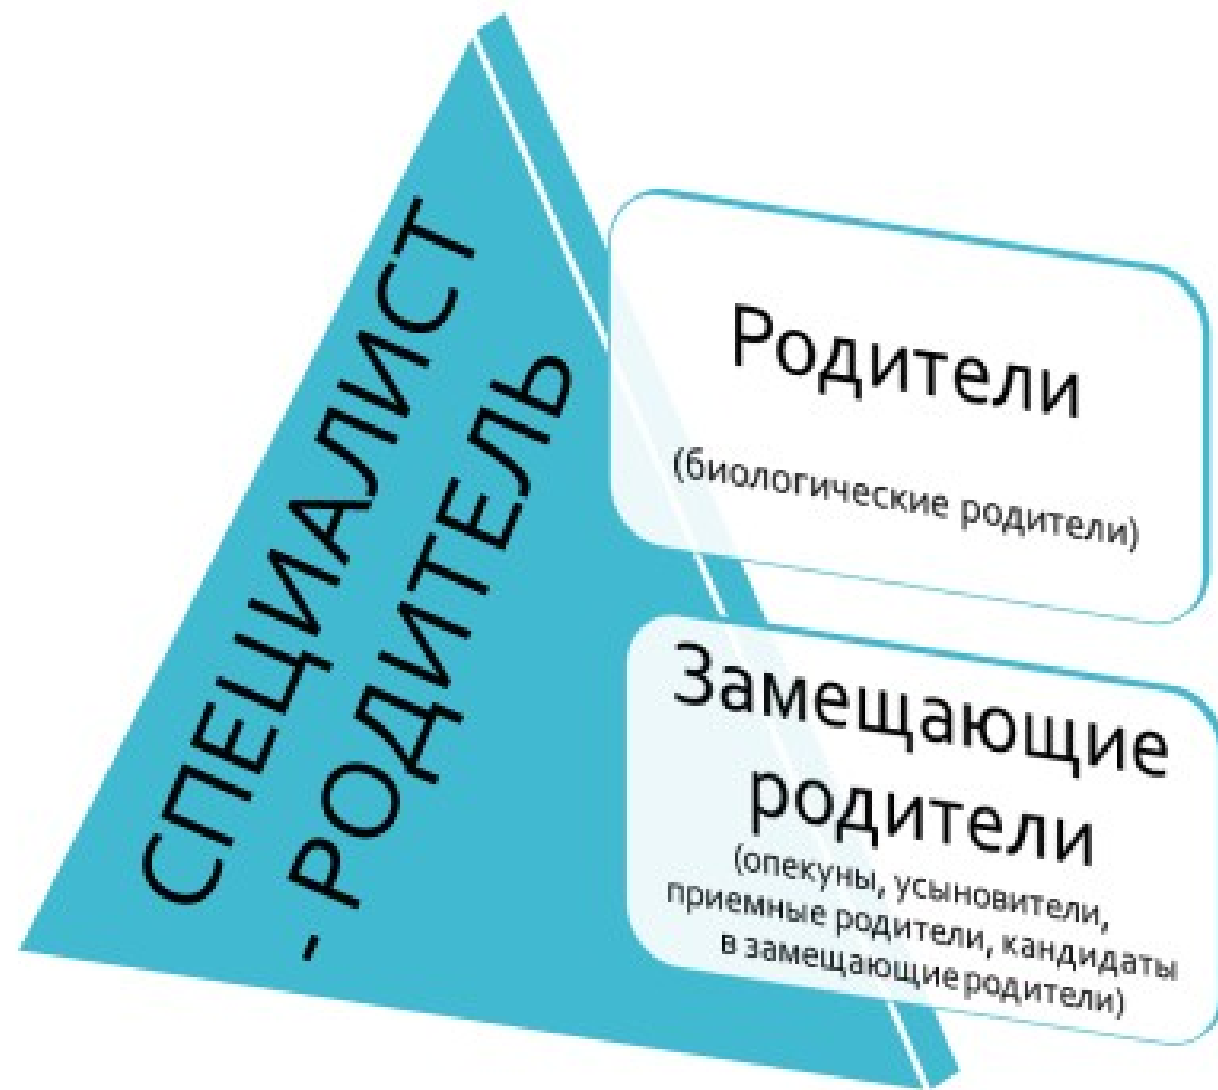 СПЕЦИАЛИСТ
- РОДИТЕЛЬ
Родители
(биологические родители)
Замещающие
родители
(опекуны, усыновители,
приемные родители, кандидаты
в замещающие родители)